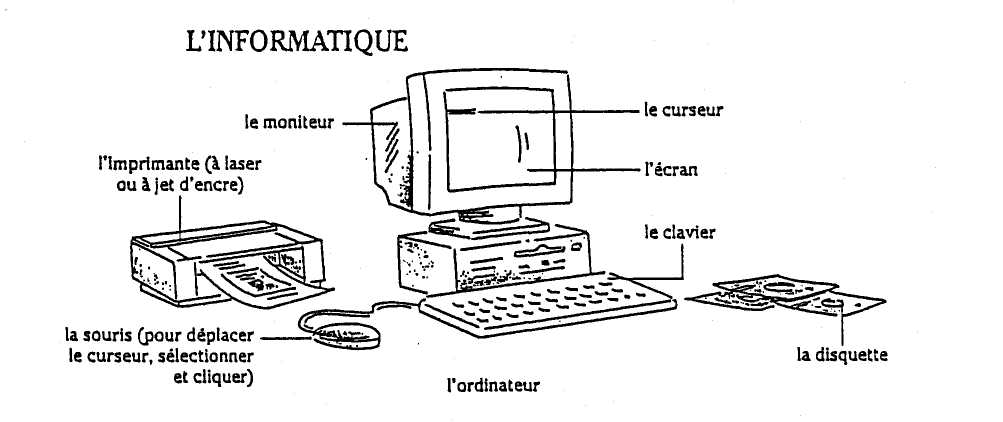 L'INFORMATIQUE
le moniteur
le curseur
l'imprimante (à laser
ou à jet d'encre)
l'écran
le clavier
la souris (pour déplacer
le curseur, sélectionner
et cliquer)
la disquette
l'ordinateur